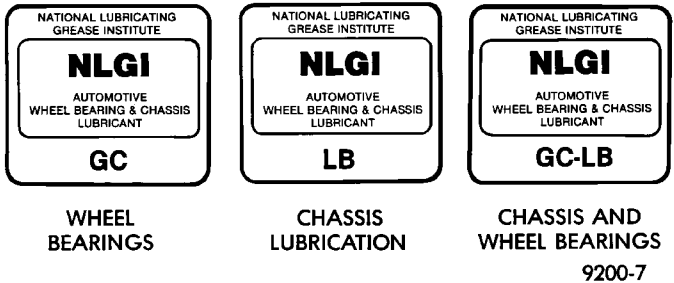 NATIONAL LUBRICATING
GREASE INSTITUTE
NLGI
AUTOMOTIVE
WHEEL BEARING & CHASSIS
LUBRICANT
GC
WHEEL
BEARINGS
NATIONAL LUBRICATING
GREASE INSTITUTE
NLGI
AUTOMOTIVE
WHEEL BEARING & CHASSIS
LUBRICANT
LB
CHASSIS
LUBRICATION
NATIONAL LUBRICATING
GREASE INSTITUTE
NLGI
AUTOMOTIVE
WHEEL BEARING & CHASSIS
LUBRICANT
GC-LB
CHASSIS AND
WHEEL BEARINGS
9200-7